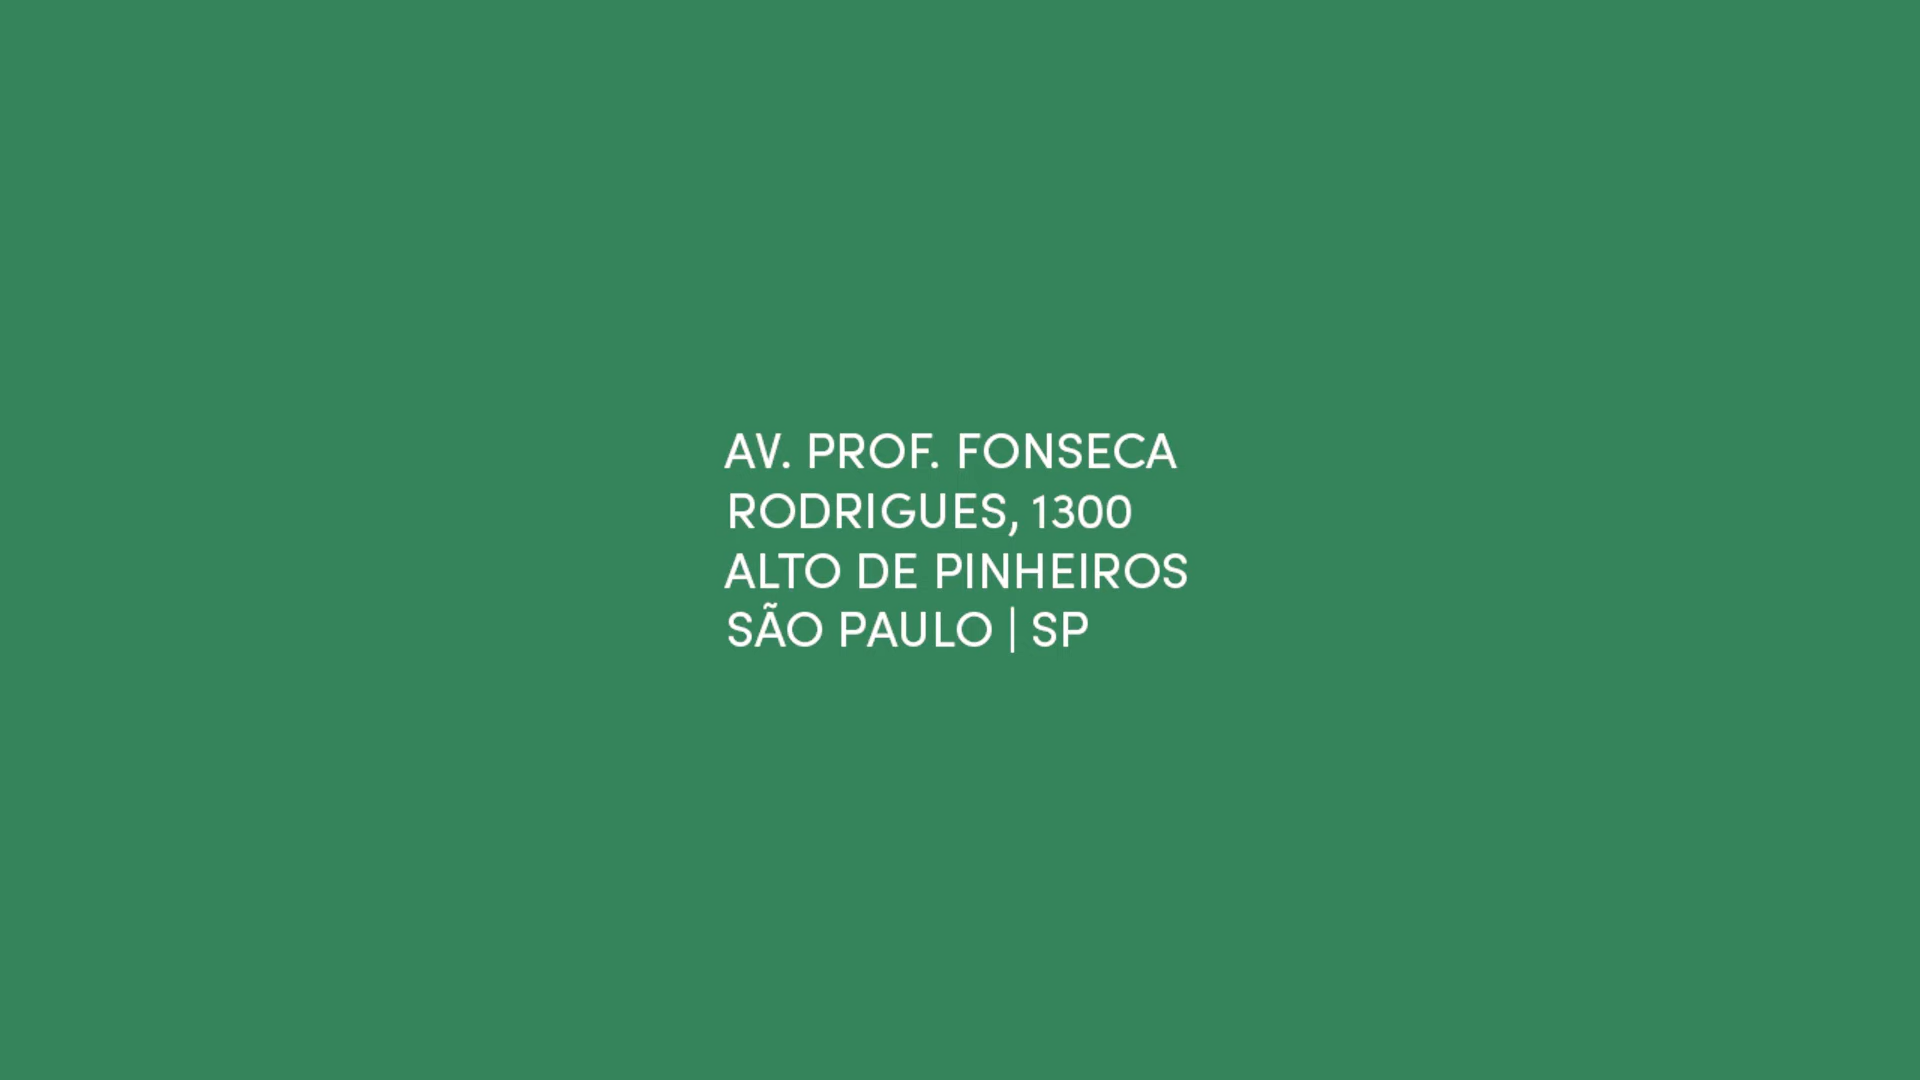 AV. PROF. FONSECA
RODRIGUES, 1300
ALTO DE PINHEIROS
SÃO PAULO | SP